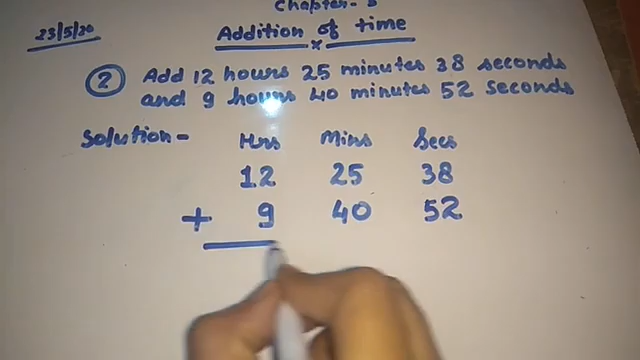 Chapter-
23/5/20
Addition of time
x
2 Add 12 hours 25 minutes 38 seconds
and 9 hours 40 minutes 52 seconds
Solution- Hrs Mins Secs
12 25 38
+ 9 40 52